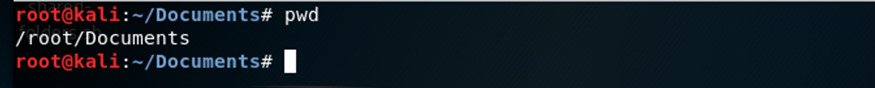 root@kali:~/Documents# pwd
/root/Documents
root@kali:~/Documents#